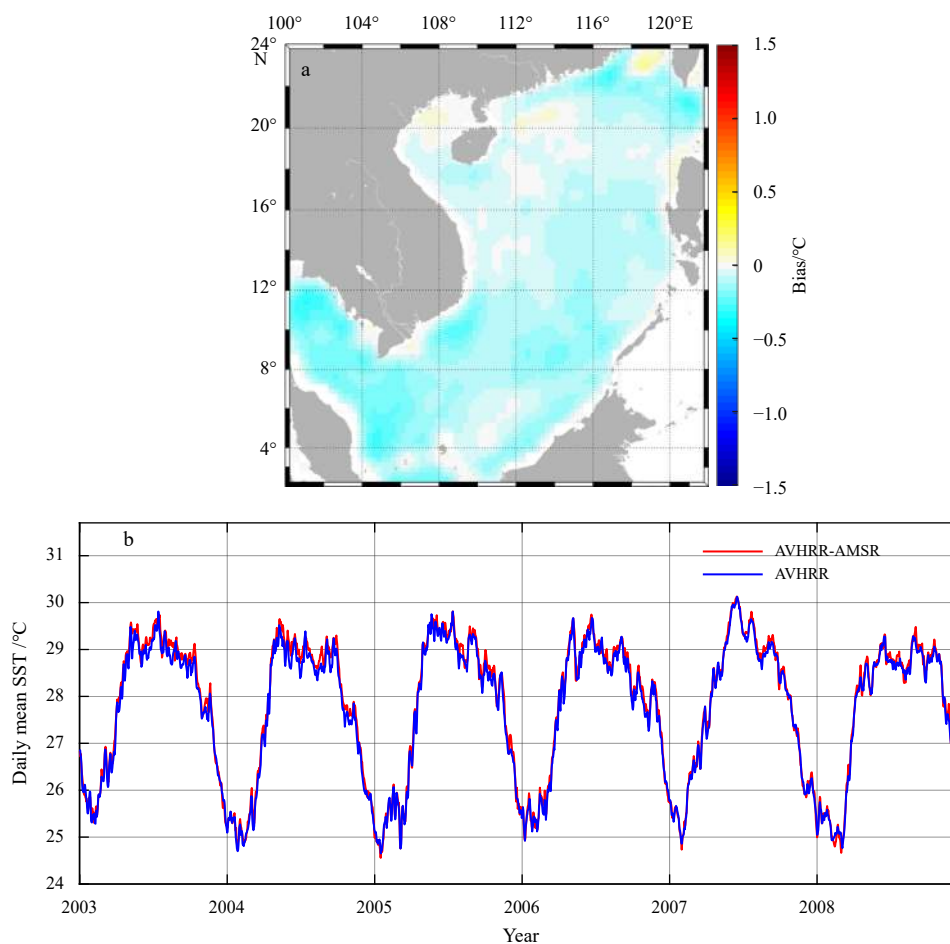 100° 104° 108° 112° 116° 120°E
24°
N
a
20°
16°
12°
8°
4°
1.5
1.0
0.5
0
−0.5
−1.0
−1.5
Bias/°C
b
AVHRR-AMSR
AVHRR
31
30
29
28
27
26
25
24
Daily mean SST /°C
2003 2004 2005 2006 2007 2008
Year